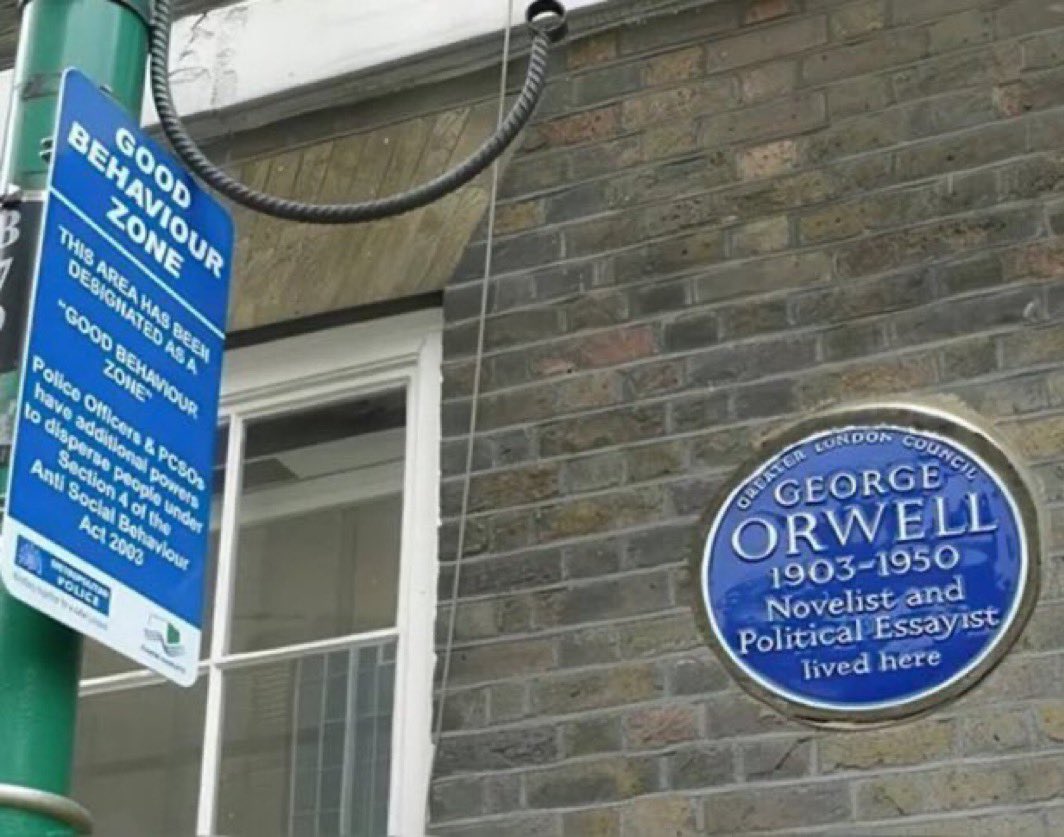 GOOD
BEHAVIOUR
ZONE
THIS AREA HAS BEEN
DESIGNATED AS A
"GOOD BEHAVIOUR
ZONE"
Police Officers & PCSOs
have additional powers
to disperse people under
Section 4 of the
Anti Social Behaviour
Act 2003
METROPOLITAN
POLICE
GREATER LONDON COUNCIL
GEORGE
ORWELL
1903-1950
Novelist and
Political Essayist
lived here